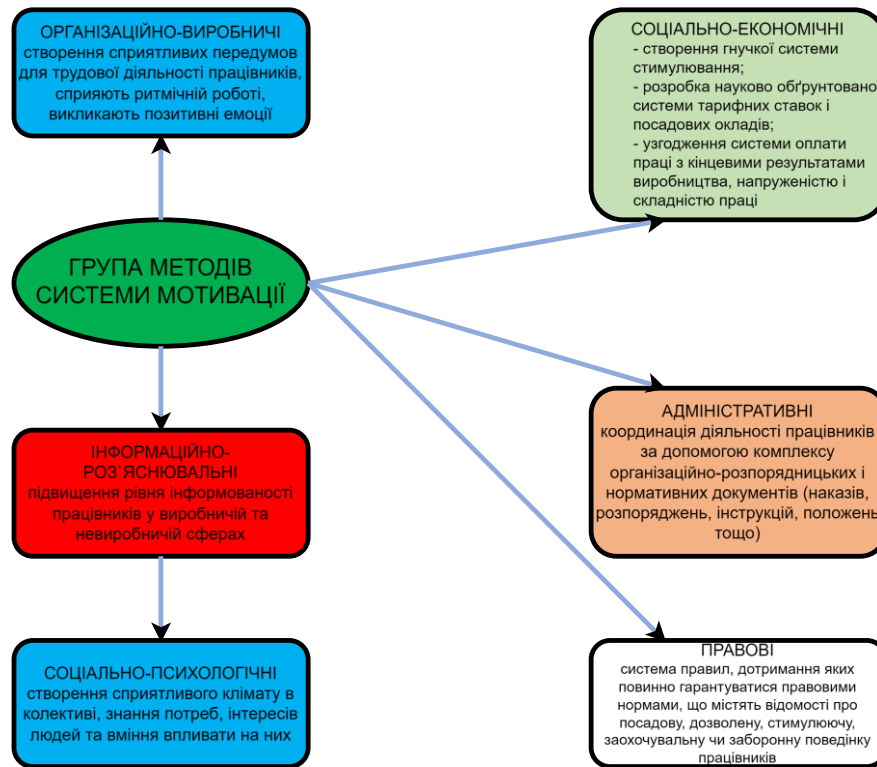 ОРГАНІЗАЦІЙНО-ВИРОБНИЧІ
створення сприятливих передумов
для трудової діяльності працівників,
сприяють ритмічній роботі,
викликають позитивні емоції
СОЦІАЛЬНО-ЕКОНОМІЧНІ
- створення гнучкої системи
стимулювання;
- розробка науково обґрунтовано
системи тарифних ставок і
посадових окладів;
- узгодження системи оплати
праці з кінцевими результатами
виробництва, напруженістю і
складністю праці
ГРУПА МЕТОДІВ
СИСТЕМИ МОТИВАЦІЇ
ІНФОРМАЦІЙНО-
РОЗ`ЯСНЮВАЛЬНІ
підвищення рівня інформованості
працівників у виробничій та
невиробничій сферах
АДМІНІСТРАТИВНІ
координація діяльності працівників
за допомогою комплексу
організаційно-розпорядницьких і
нормативних документів (наказів,
розпоряджень, інструкцій, положень
тощо)
СОЦІАЛЬНО-ПСИХОЛОГІЧНІ
створення сприятливого клімату в
колективі, знання потреб, інтересів
людей та вміння впливати на них
ПРАВОВІ
система правил, дотримання яких
повинно гарантуватися правовими
нормами, що містять відомості про
посадову, дозволену, стимулюючу,
заохочувальну чи заборонну поведінку
працівників